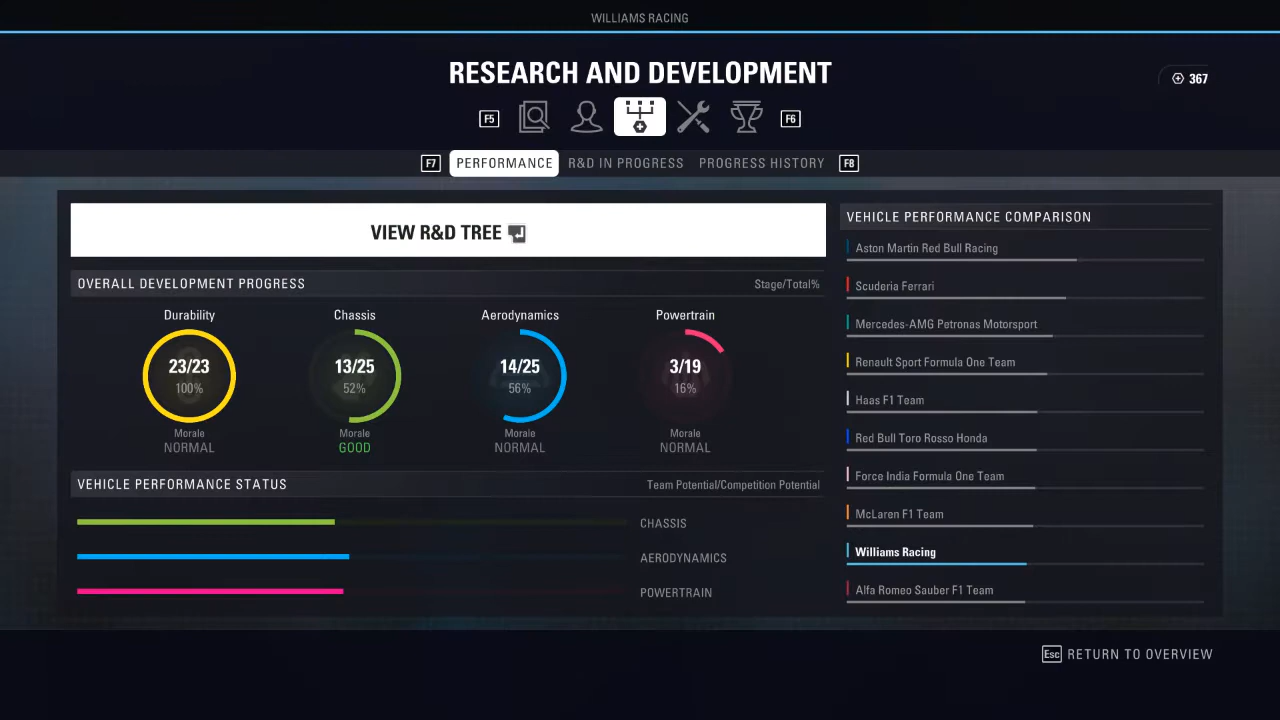 WILLIAMS RACING
RESEARCH AND DEVELOPMENT
367
F5
F6
F7 PERFORMANCE R&D IN PROGRESS PROGRESS HISTORY F8
VIEW R&D TREE
OVERALL DEVELOPMENT PROGRESS Stage/Total%
Durability Chassis Aerodynamics Powertrain
23/23 13/25 14/25 3/19
100% 52% 56% 16%
Morale Morale Morale Morale
NORMAL GOOD NORMAL NORMAL
VEHICLE PERFORMANCE STATUS Team Potential/Competition Potential
CHASSIS
AERODYNAMICS
POWERTRAIN
VEHICLE PERFORMANCE COMPARISON
Aston Martin Red Bull Racing
Scuderia Ferrari
Mercedes-AMG Petronas Motorsport
Renault Sport Formula One Team
Haas F1 Team
Red Bull Toro Rosso Honda
Force India Formula One Team
McLaren F1 Team
Williams Racing
Alfa Romeo Sauber F1 Team
Esc RETURN TO OVERVIEW